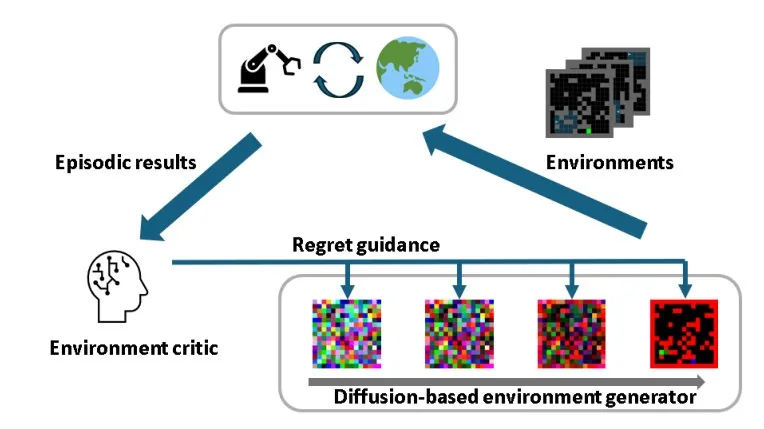 Episodic results
Environments
Regret guidance
Environment critic
Diffusion-based environment generator